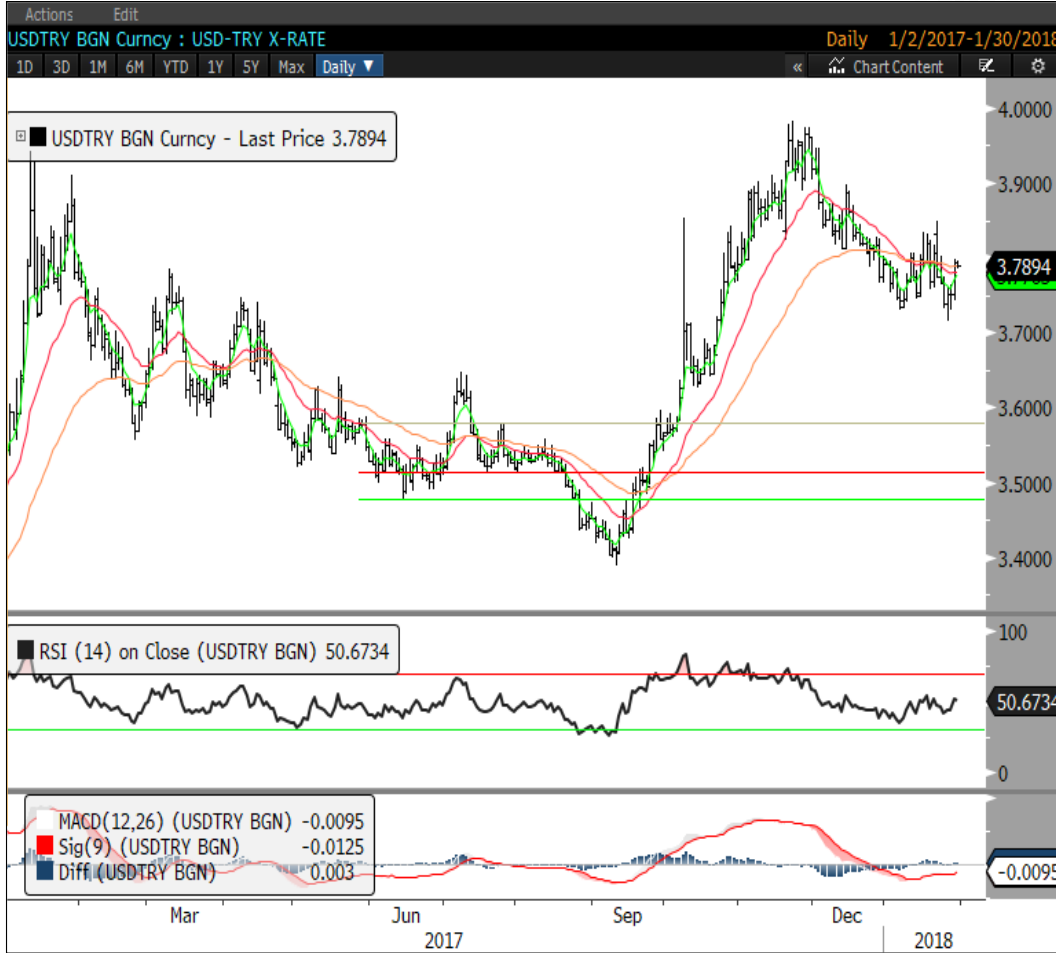 Actions Edit
USDTRY BGN Curncy : USD-TRY X-RATE Daily 1/2/2017-1/30/2018
1D 3D 1M 6M YTD 1Y 5Y Max Daily ▼ « Chart Content
USDTRY BGN Curncy - Last Price 3.7894
4.0000
3.9000
3.7894
3.7000
3.6000
3.5000
3.4000
RSI (14) on Close (USDTRY BGN) 50.6734
100
50.6734
0
MACD(12,26) (USDTRY BGN) -0.0095
Sig(9) (USDTRY BGN) -0.0125
Diff (USDTRY BGN) 0.003
-0.0095
Mar Jun Sep Dec
2017 2018